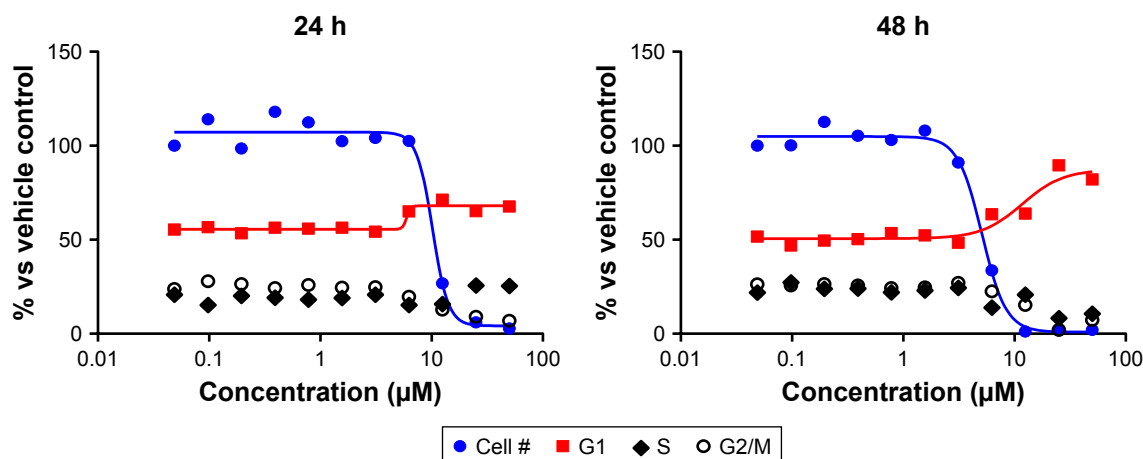 24 h
% vs vehicle control
150
100
50
0
0.01
0.1
1
10
100
Concentration (µM)
48 h
% vs vehicle control
150
100
50
0
0.01
0.1
1
10
100
Concentration (µM)
Cell # G1 S G2/M